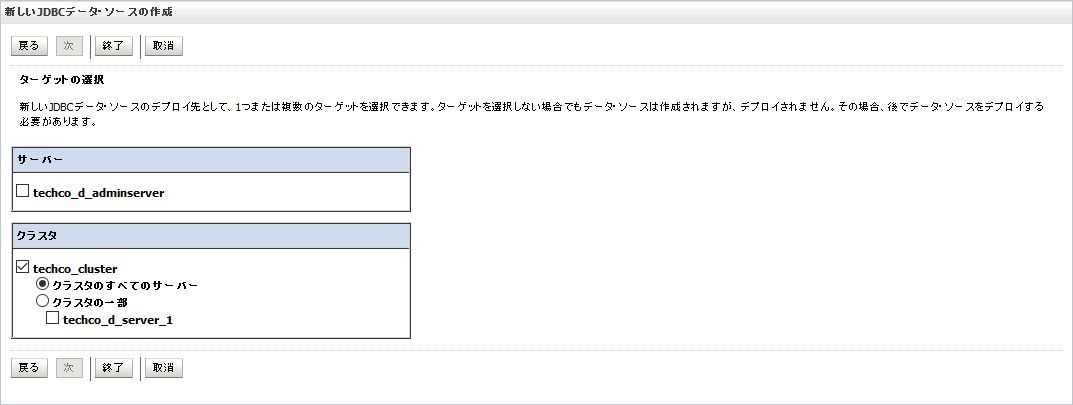 新しいJDBCデータ・ソースの作成
戻る 次 終了 取消
ターゲットの選択
新しいJDBCデータ・ソースのデプロイ先として、1つまたは複数のターゲットを選択できます。ターゲットを選択しない場合でもデータ・ソースは作成されますが、デプロイされません。その場合、後でデータ・ソースをデプロイする
必要があります。
サーバー
techco_d_adminserver
クラスタ
techco_cluster
クラスタのすべてのサーバー
クラスタの一部
techco_d_server_1
戻る 次 終了 取消